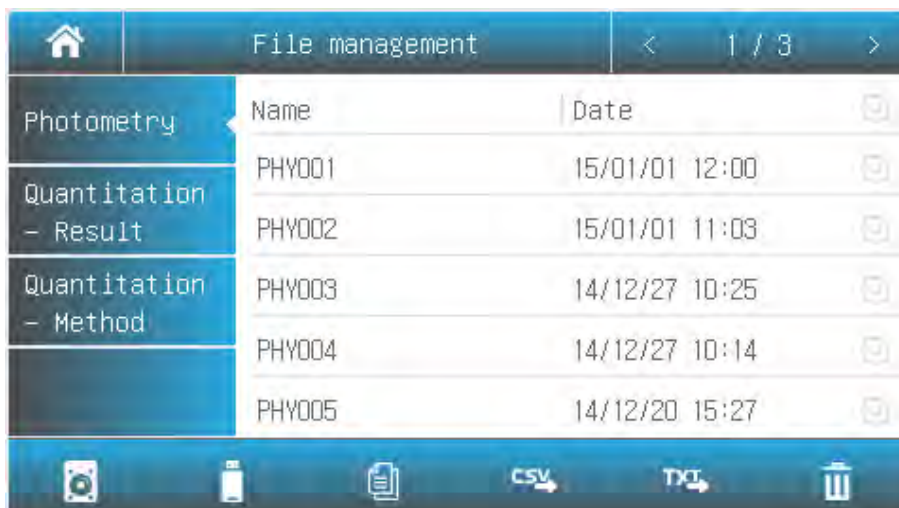 File management
< 1 / 3 >
Photometry
Quantitation
- Result
Quantitation
- Method
Name Date
PHY001 15/01/01 12:00
PHY002 15/01/01 11:03
PHY003 14/12/27 10:25
PHY004 14/12/27 10:14
PHY005 14/12/20 15:27
CSV TXT